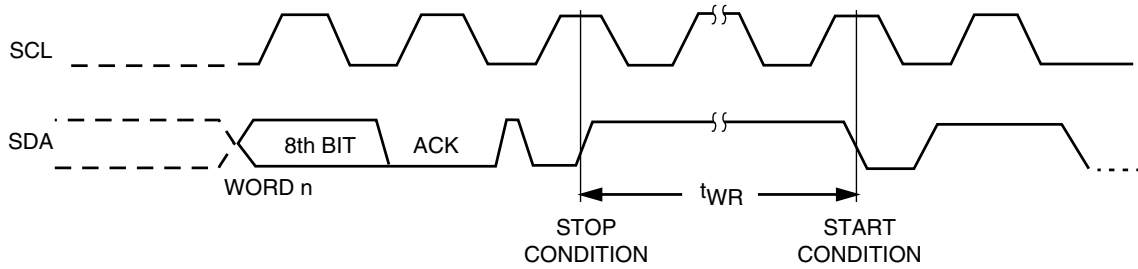 SCL
SDA
8th BIT
ACK
WORD n
tWR
STOP
CONDITION
START
CONDITION